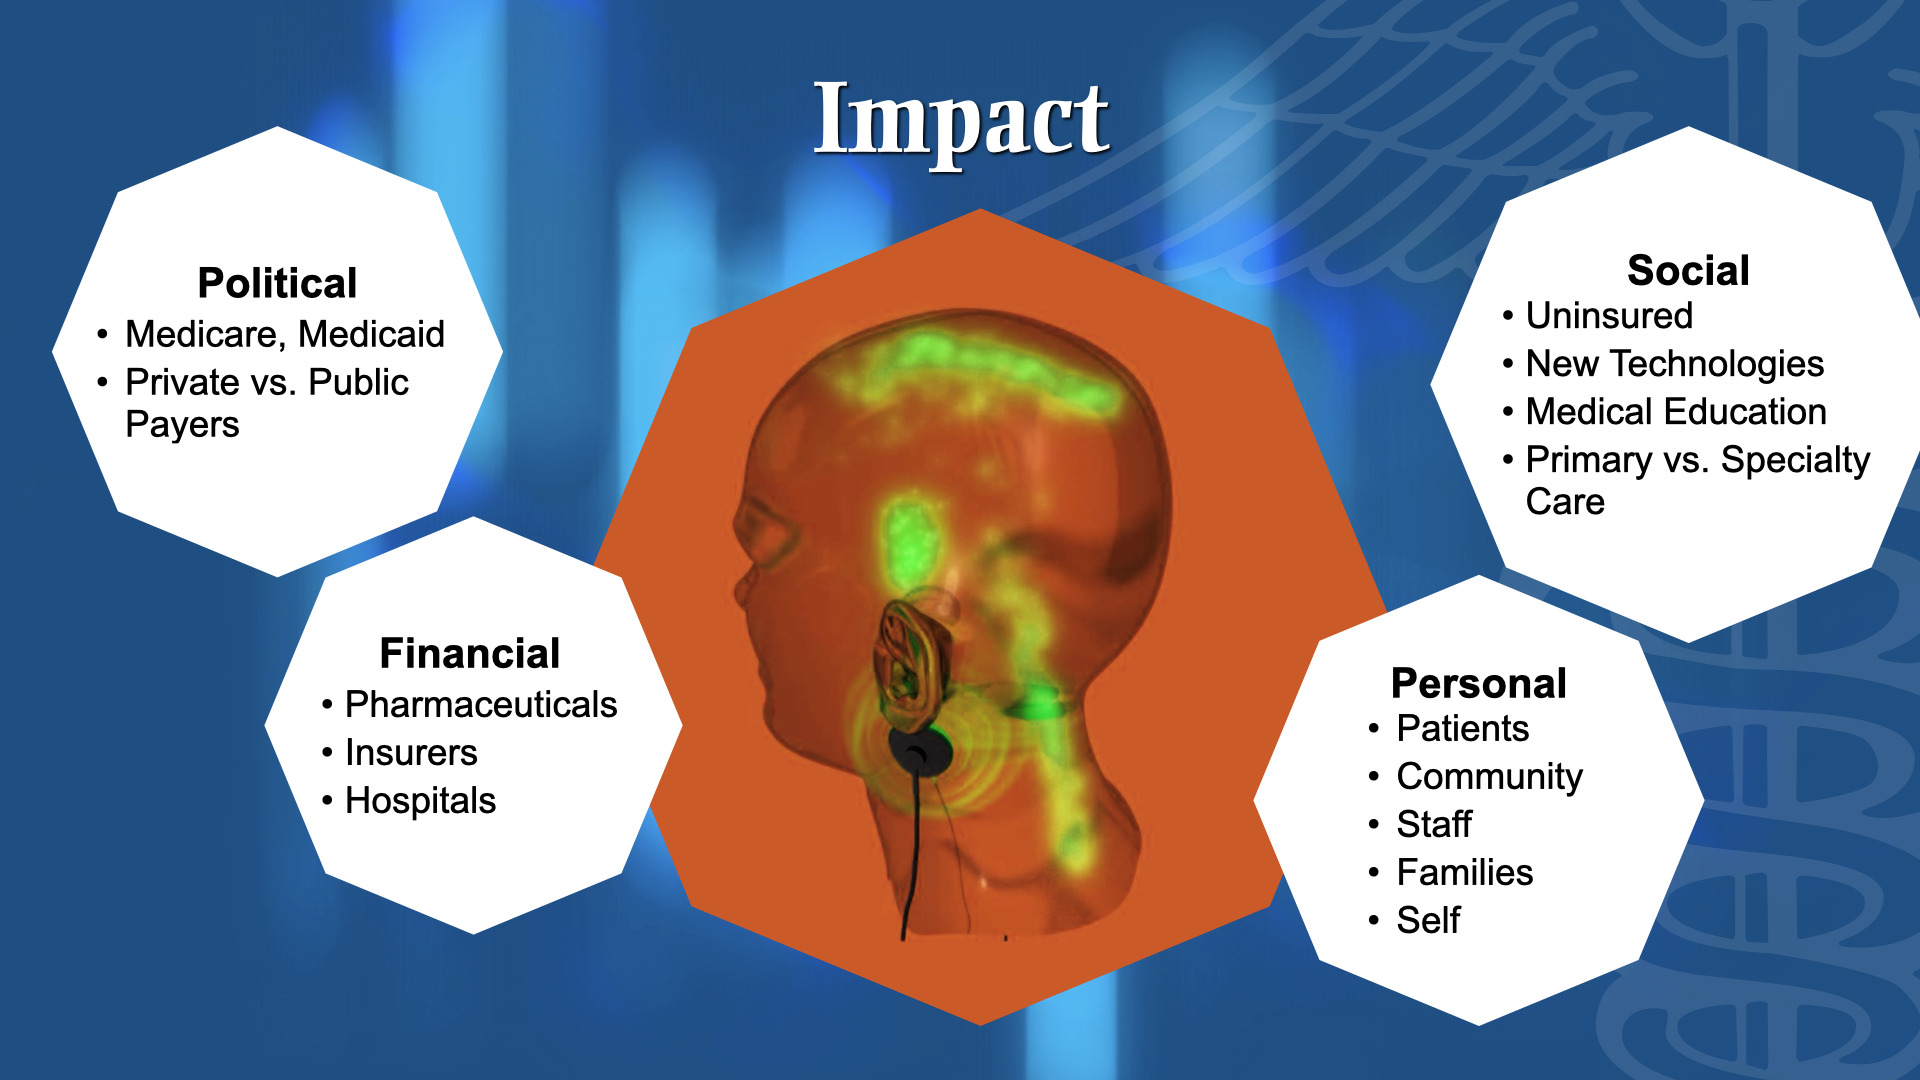 Impact
Political
• Medicare, Medicaid
• Private vs. Public
Payers
Financial
• Pharmaceuticals
• Insurers
• Hospitals
Social
• Uninsured
• New Technologies
• Medical Education
• Primary vs. Specialty
Care
Personal
• Patients
• Community
• Staff
• Families
• Self